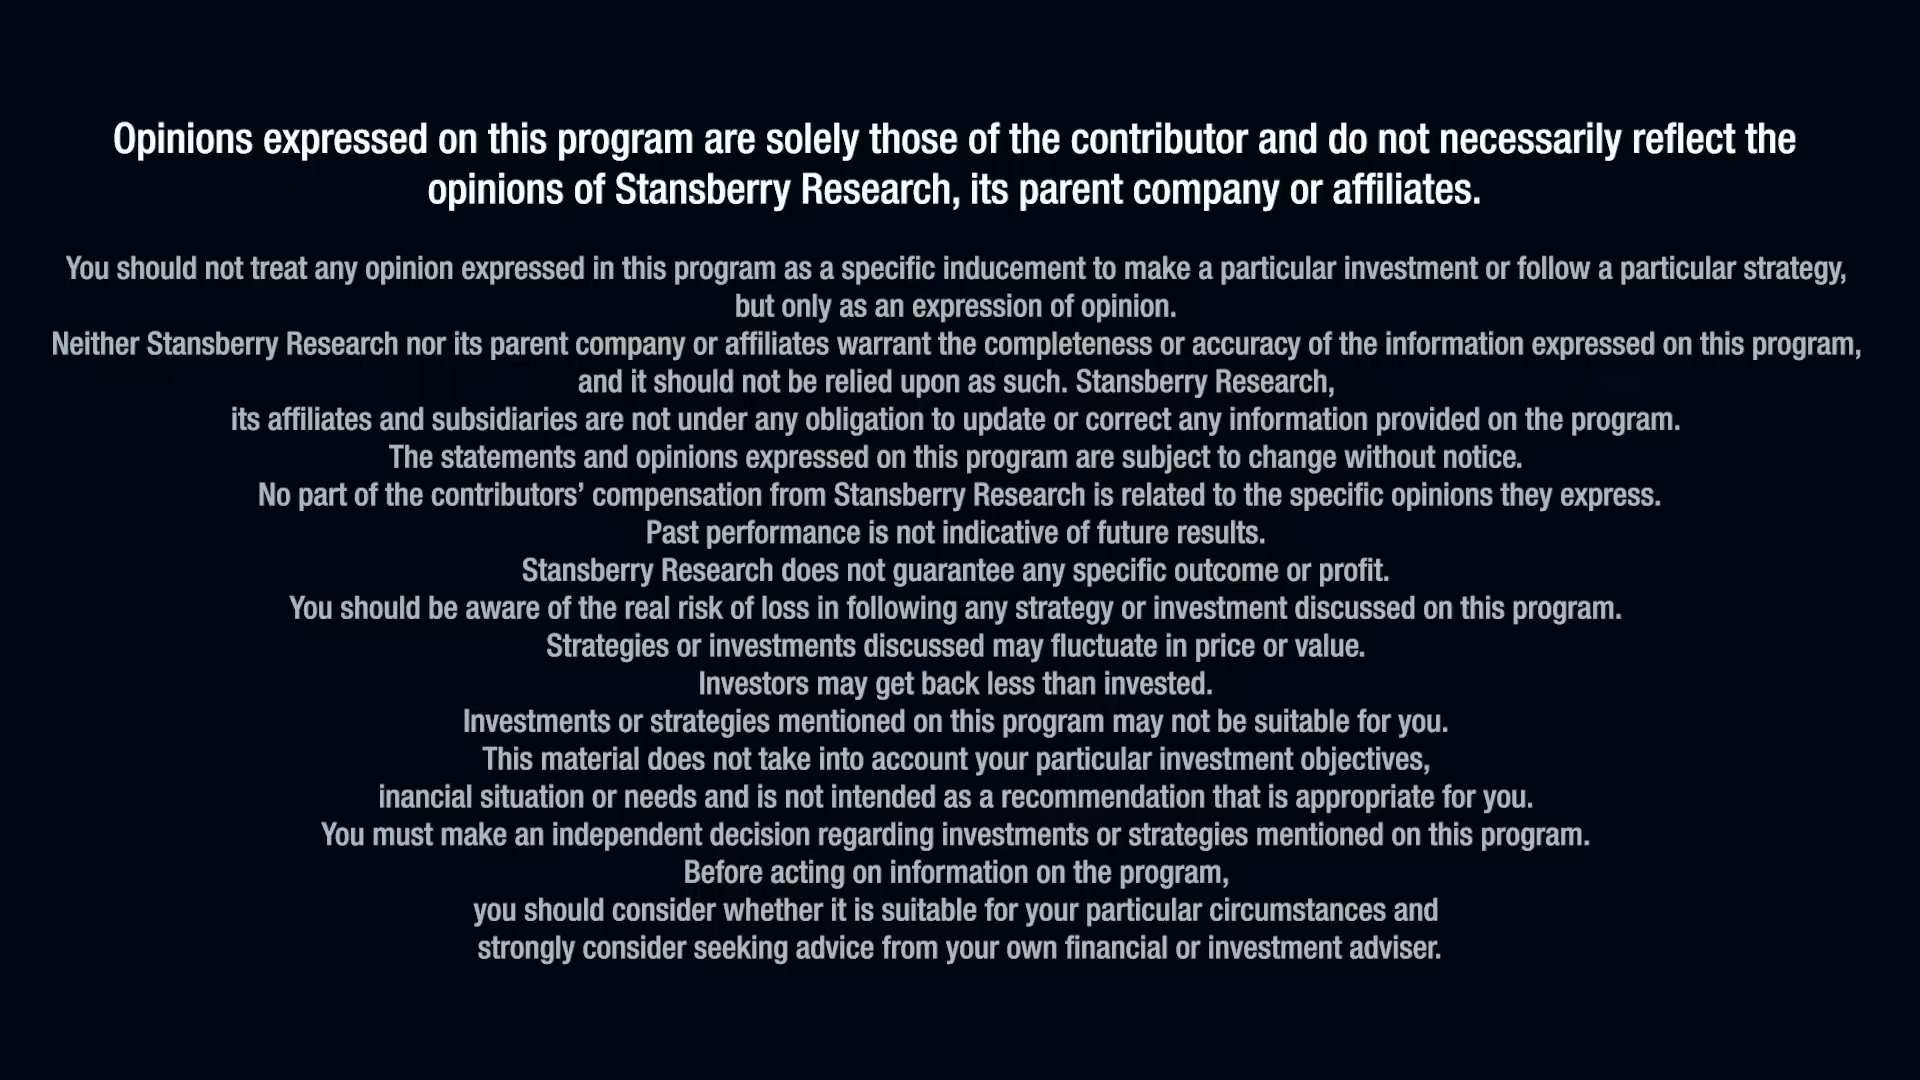 Opinions expressed on this program are solely those of the contributor and do not necessarily reflect the
opinions of Stansberry Research, its parent company or affiliates.
You should not treat any opinion expressed in this program as a specific inducement to make a particular investment or follow a particular strategy,
but only as an expression of opinion.
Neither Stansberry Research nor its parent company or affiliates warrant the completeness or accuracy of the information expressed on this program,
and it should not be relied upon as such. Stansberry Research,
its affiliates and subsidiaries are not under any obligation to update or correct any information provided on the program.
The statements and opinions expressed on this program are subject to change without notice.
No part of the contributors’ compensation from Stansberry Research is related to the specific opinions they express.
Past performance is not indicative of future results.
Stansberry Research does not guarantee any specific outcome or profit.
You should be aware of the real risk of loss in following any strategy or investment discussed on this program.
Strategies or investments discussed may fluctuate in price or value.
Investors may get back less than invested.
Investments or strategies mentioned on this program may not be suitable for you.
This material does not take into account your particular investment objectives,
inancial situation or needs and is not intended as a recommendation that is appropriate for you.
You must make an independent decision regarding investments or strategies mentioned on this program.
Before acting on information on the program,
you should consider whether it is suitable for your particular circumstances and
strongly consider seeking advice from your own financial or investment adviser.